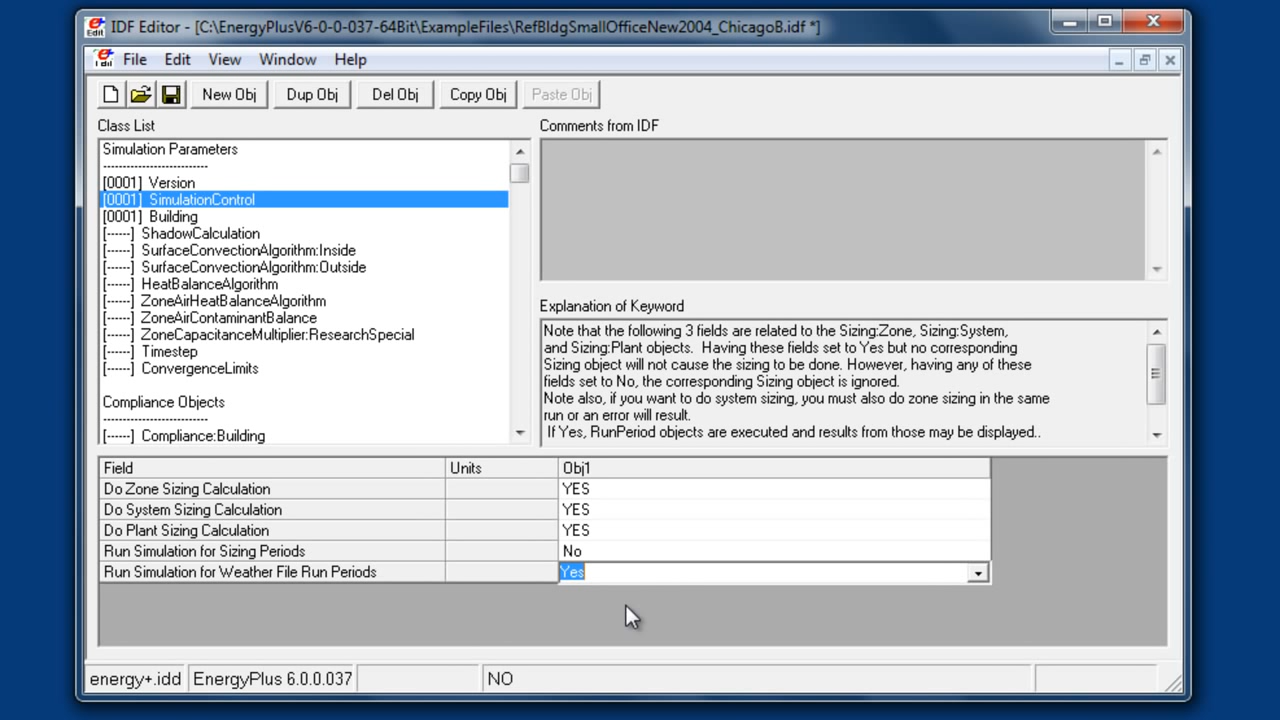 IDF Editor - [C:\EnergyPlusV6-0-0-037-64Bit\ExampleFiles\RefBldgSmallOfficeNew2004_ChicagoB.idf *]
File Edit View Window Help
New Obj Dup Obj Del Obj Copy Obj Paste Obj
Class List
Simulation Parameters
-------------------------
[0001] Version
[0001] SimulationControl
[0001] Building
[------] ShadowCalculation
[------] SurfaceConvectionAlgorithm:Inside
[------] SurfaceConvectionAlgorithm:Outside
[------] HeatBalanceAlgorithm
[------] ZoneAirHeatBalanceAlgorithm
[------] ZoneAirContaminantBalance
[------] ZoneCapacitanceMultiplier:ResearchSpecial
[------] Timestep
[------] ConvergenceLimits
Compliance Objects
-------------------------
[------] Compliance:Building
Comments from IDF
Explanation of Keyword
Note that the following 3 fields are related to the Sizing:Zone, Sizing:System,
and Sizing:Plant objects. Having these fields set to Yes but no corresponding
Sizing object will not cause the sizing to be done. However, having any of these
fields set to No, the corresponding Sizing object is ignored.
Note also, if you want to do system sizing, you must also do zone sizing in the same
run or an error will result.
If Yes, RunPeriod objects are executed and results from those may be displayed..
Field Units Obj1
Do Zone Sizing Calculation YES
Do System Sizing Calculation YES
Do Plant Sizing Calculation YES
Run Simulation for Sizing Periods No
Run Simulation for Weather File Run Periods Yes
energy+.idd EnergyPlus 6.0.0.037 NO